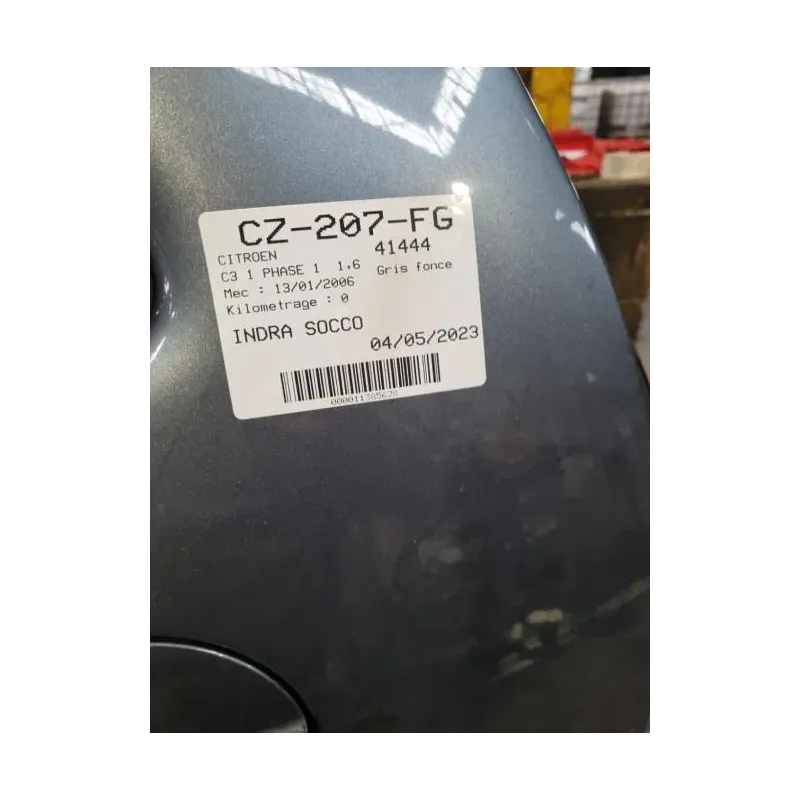 CZ-207-FG
CITROEN 41444
C3 1 PHASE 1 1,6 Gris fonce
Mec : 13/01/2006
Kilometrage : 0
INDRA SOCCO
04/05/2023
000011385678